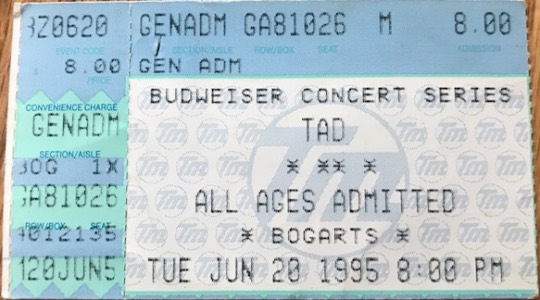 3Z0620 GENADM GA81026 M 8.00
EVENT CODE SECTION/AISLE ROW/BOX SEAT ADMISSION
8.00 GEN ADM
PRICE
BUDWEISER CONCERT SERIES
CONVENIENCE CHARGE
GENADM TAD
SECTION/AISLE
BOG 1X * ** *
GA81026 ALL AGES ADMITTED
ROW/BOX SEAT
4012195 * BOGARTS *
120JUN5 TUE JUN 20 1995 8:00 PM